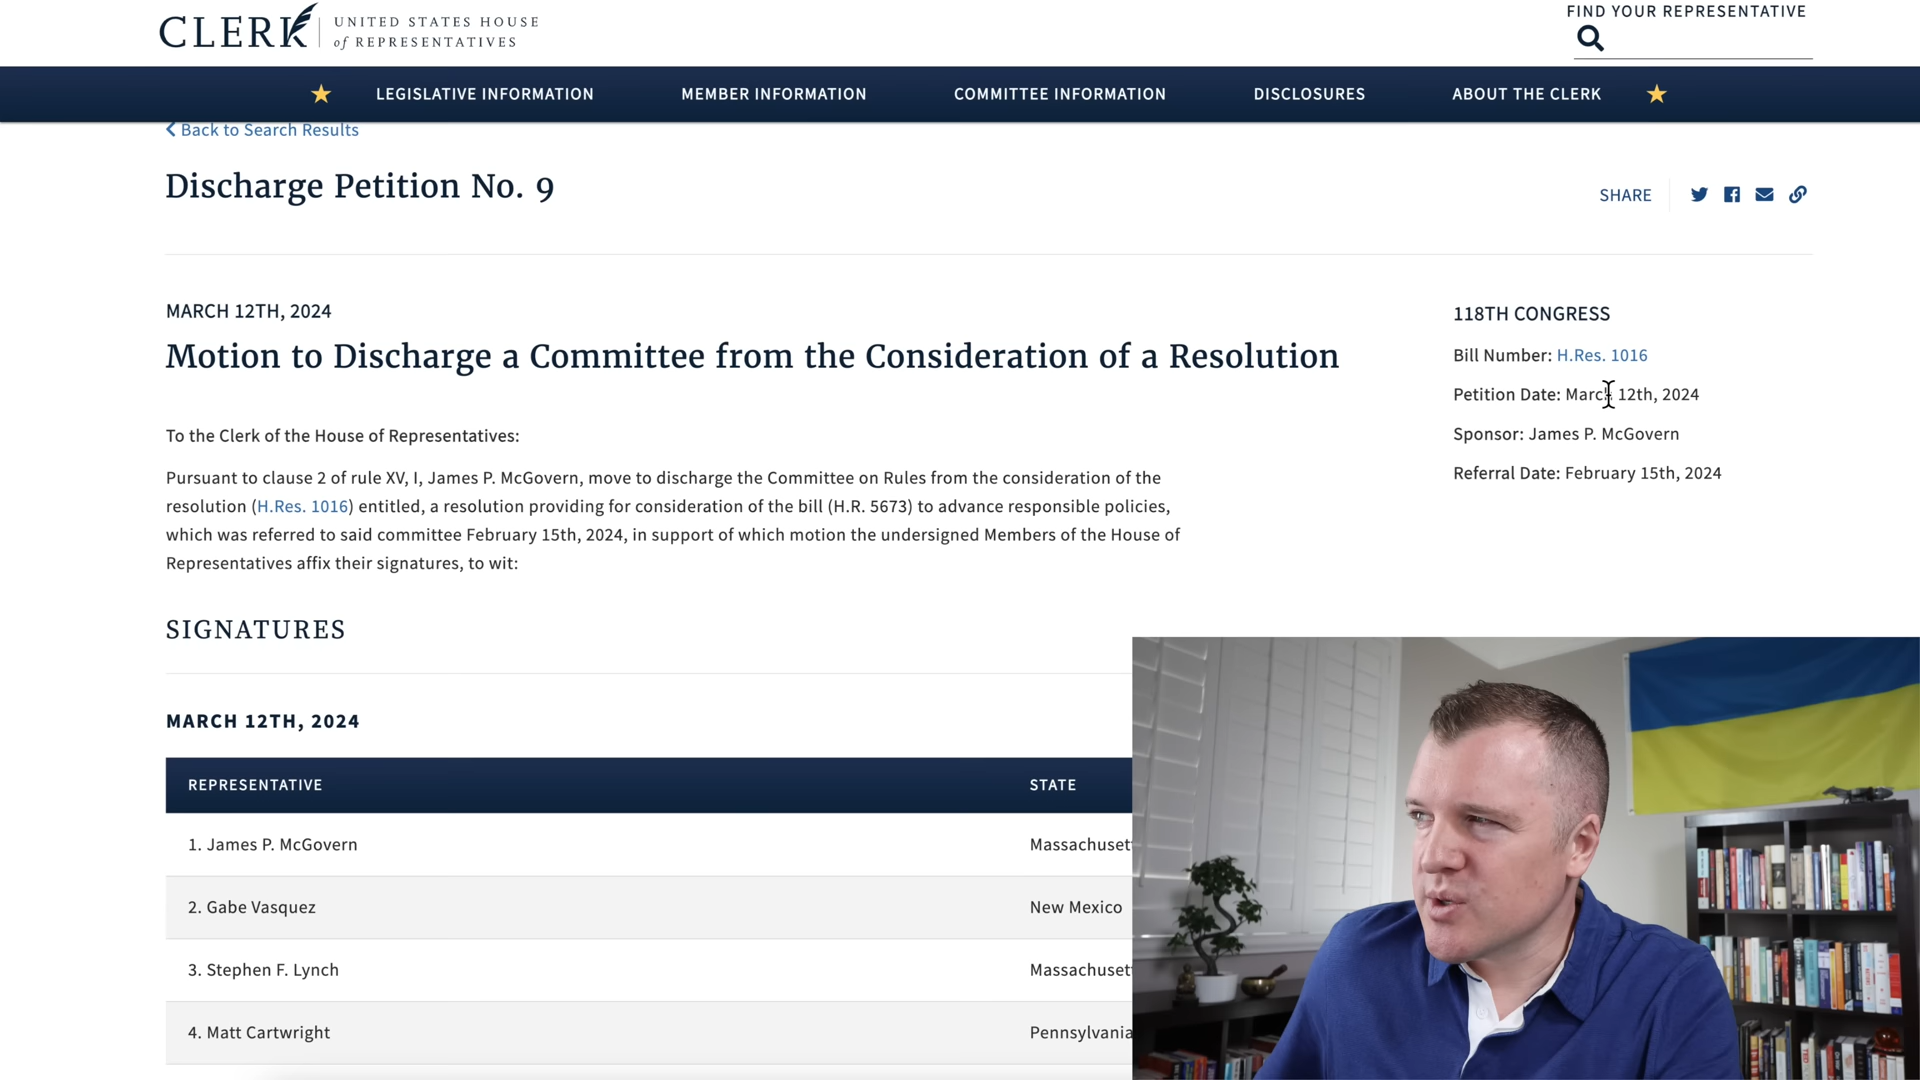 CLERK
UNITED STATES HOUSE
of REPRESENTATIVES
FIND YOUR REPRESENTATIVE
LEGISLATIVE INFORMATION
MEMBER INFORMATION
COMMITTEE INFORMATION
DISCLOSURES
ABOUT THE CLERK
Back to Search Results
Discharge Petition No. 9
SHARE
MARCH 12TH, 2024
Motion to Discharge a Committee from the Consideration of a Resolution
To the Clerk of the House of Representatives:
Pursuant to clause 2 of rule XV, I, James P. McGovern, move to discharge the Committee on Rules from the consideration of the
resolution (H.Res. 1016) entitled, a resolution providing for consideration of the bill (H.R. 5673) to advance responsible policies,
which was referred to said committee February 15th, 2024, in support of which motion the undersigned Members of the House of
Representatives affix their signatures, to wit:
118TH CONGRESS
Bill Number: H.Res. 1016
Petition Date: March 12th, 2024
Sponsor: James P. McGovern
Referral Date: February 15th, 2024
SIGNATURES
MARCH 12TH, 2024
REPRESENTATIVE STATE
1. James P. McGovern Massachuset
2. Gabe Vasquez New Mexico
3. Stephen F. Lynch Massachuset
4. Matt Cartwright Pennsylvania